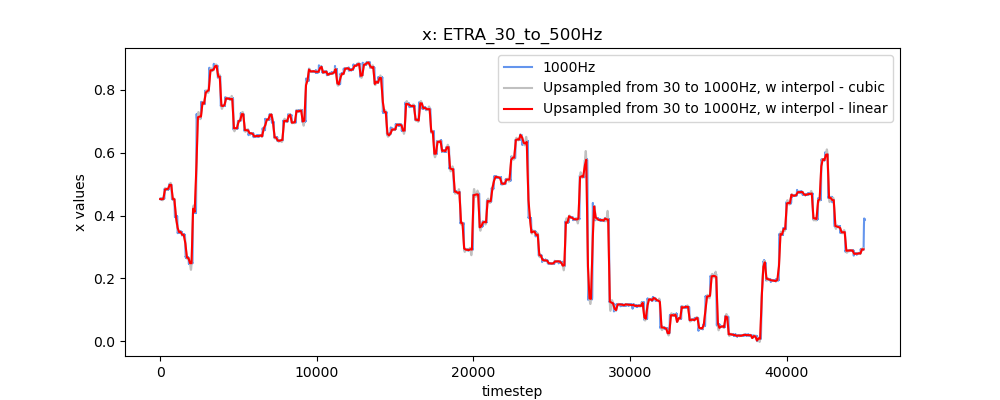 x: ETRA_30_to_500Hz
1000Hz
Upsampled from 30 to 1000Hz, w interpol - cubic
Upsampled from 30 to 1000Hz, w interpol - linear
x values
0.8
0.6
0.4
0.2
0.0
0 10000 20000 30000 40000
timestep